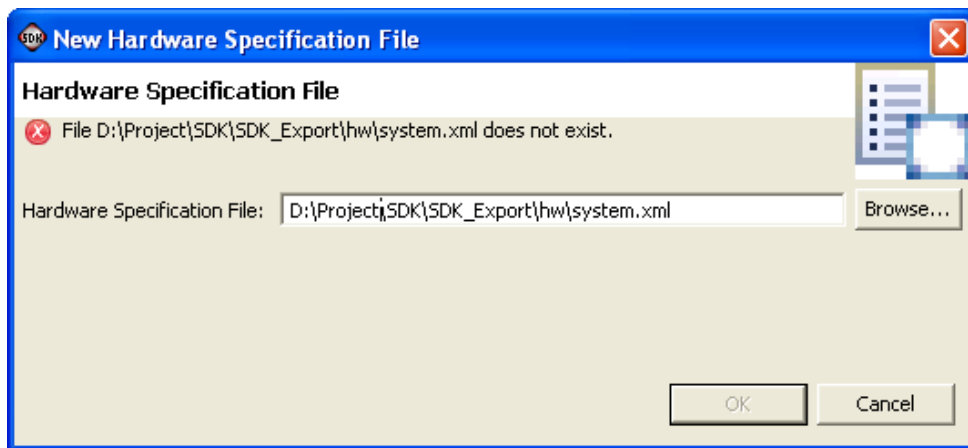 SDK New Hardware Specification File
Hardware Specification File
File D:\Project\SDK\SDK_Export\hw\system.xml does not exist.
Hardware Specification File: D:\Project\SDK\SDK_Export\hw\system.xml Browse...
OK Cancel